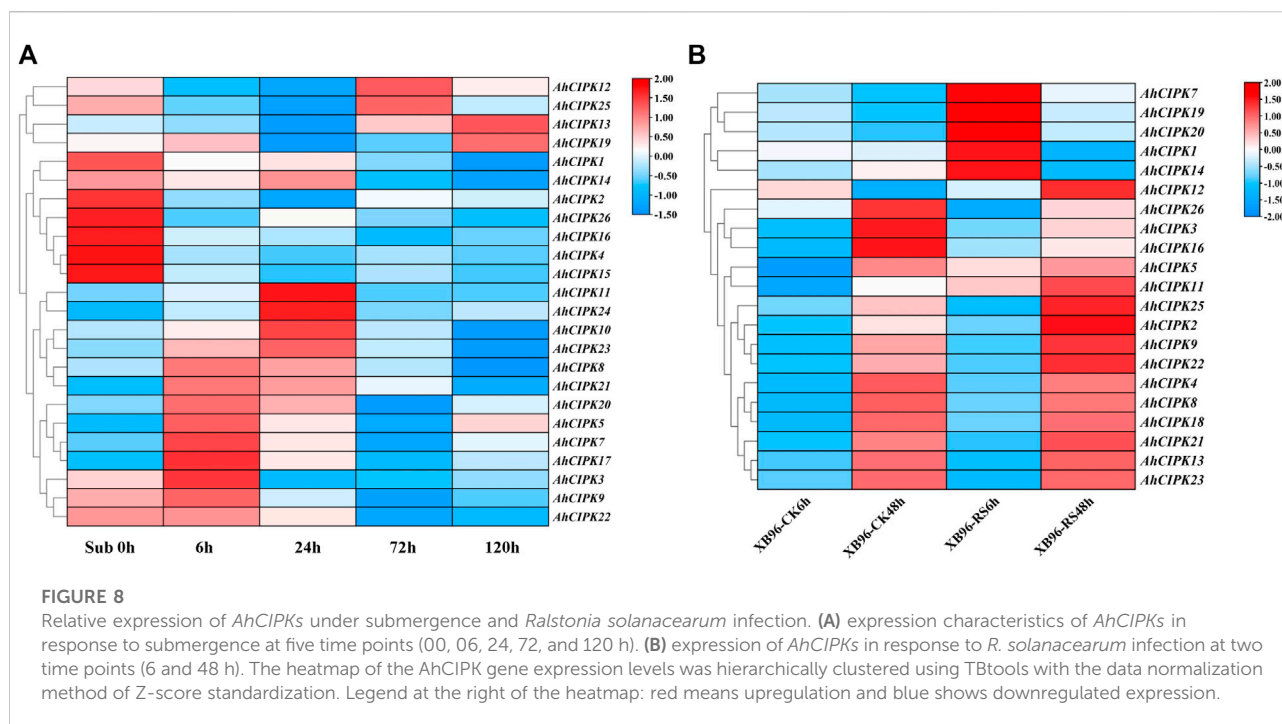 A
AhCIPK12
AhCIPK25
AhCIPK13
AhCIPK19
AhCIPK1
AhCIPK14
AhCIPK2
AhCIPK26
AhCIPK16
AhCIPK4
AhCIPK15
AhCIPK11
AhCIPK24
AhCIPK10
AhCIPK23
AhCIPK8
AhCIPK21
AhCIPK20
AhCIPK5
AhCIPK7
AhCIPK17
AhCIPK3
AhCIPK9
AhCIPK22
2.00
1.50
1.00
0.50
0.00
-0.50
-1.00
-1.50
Sub 0h 6h 24h 72h 120h
B
AhCIPK7
AhCIPK19
AhCIPK20
AhCIPK1
AhCIPK14
AhCIPK12
AhCIPK26
AhCIPK3
AhCIPK16
AhCIPK5
AhCIPK11
AhCIPK25
AhCIPK2
AhCIPK9
AhCIPK22
AhCIPK4
AhCIPK8
AhCIPK18
AhCIPK21
AhCIPK13
AhCIPK23
2.00
1.50
1.00
0.50
0.00
-0.50
-1.00
-1.50
-2.00
XB96-CK6h XB96-CK48h XB96-RS6h XB96-RS48h
FIGURE 8
Relative expression of AhCIPKs under submergence and Ralstonia solanacearum infection. (A) expression characteristics of AhCIPKs in
response to submergence at five time points (00, 06, 24, 72, and 120 h). (B) expression of AhCIPKs in response to R. solanacearum infection at two
time points (6 and 48 h). The heatmap of the AhCIPK gene expression levels was hierarchically clustered using TBtools with the data normalization
method of Z-score standardization. Legend at the right of the heatmap: red means upregulation and blue shows downregulated expression.